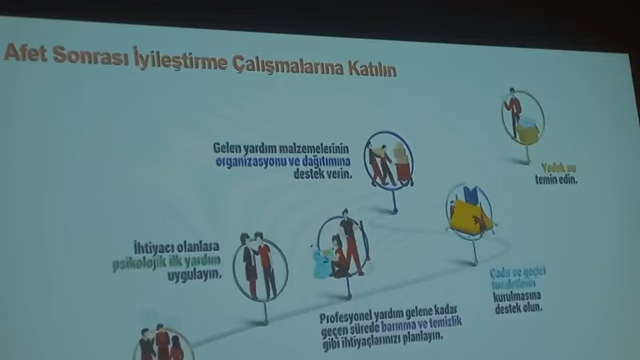 Afet Sonrası İyileştirme Çalışmalarına Katılın
Gelen yardım malzemelerinin
organizasyonu ve dağıtımına
destek verin.
Yedek su
temin edin.
İhtiyacı olanlara
psikolojik ilk yardım
uygulayın.
Çadır ve geçici
kurulmasına
destek olun.
Profesyonel yardım gelene kadar
geçen sürede barınma ve temizlik
gibi ihtiyaçlarınızı planlayın.